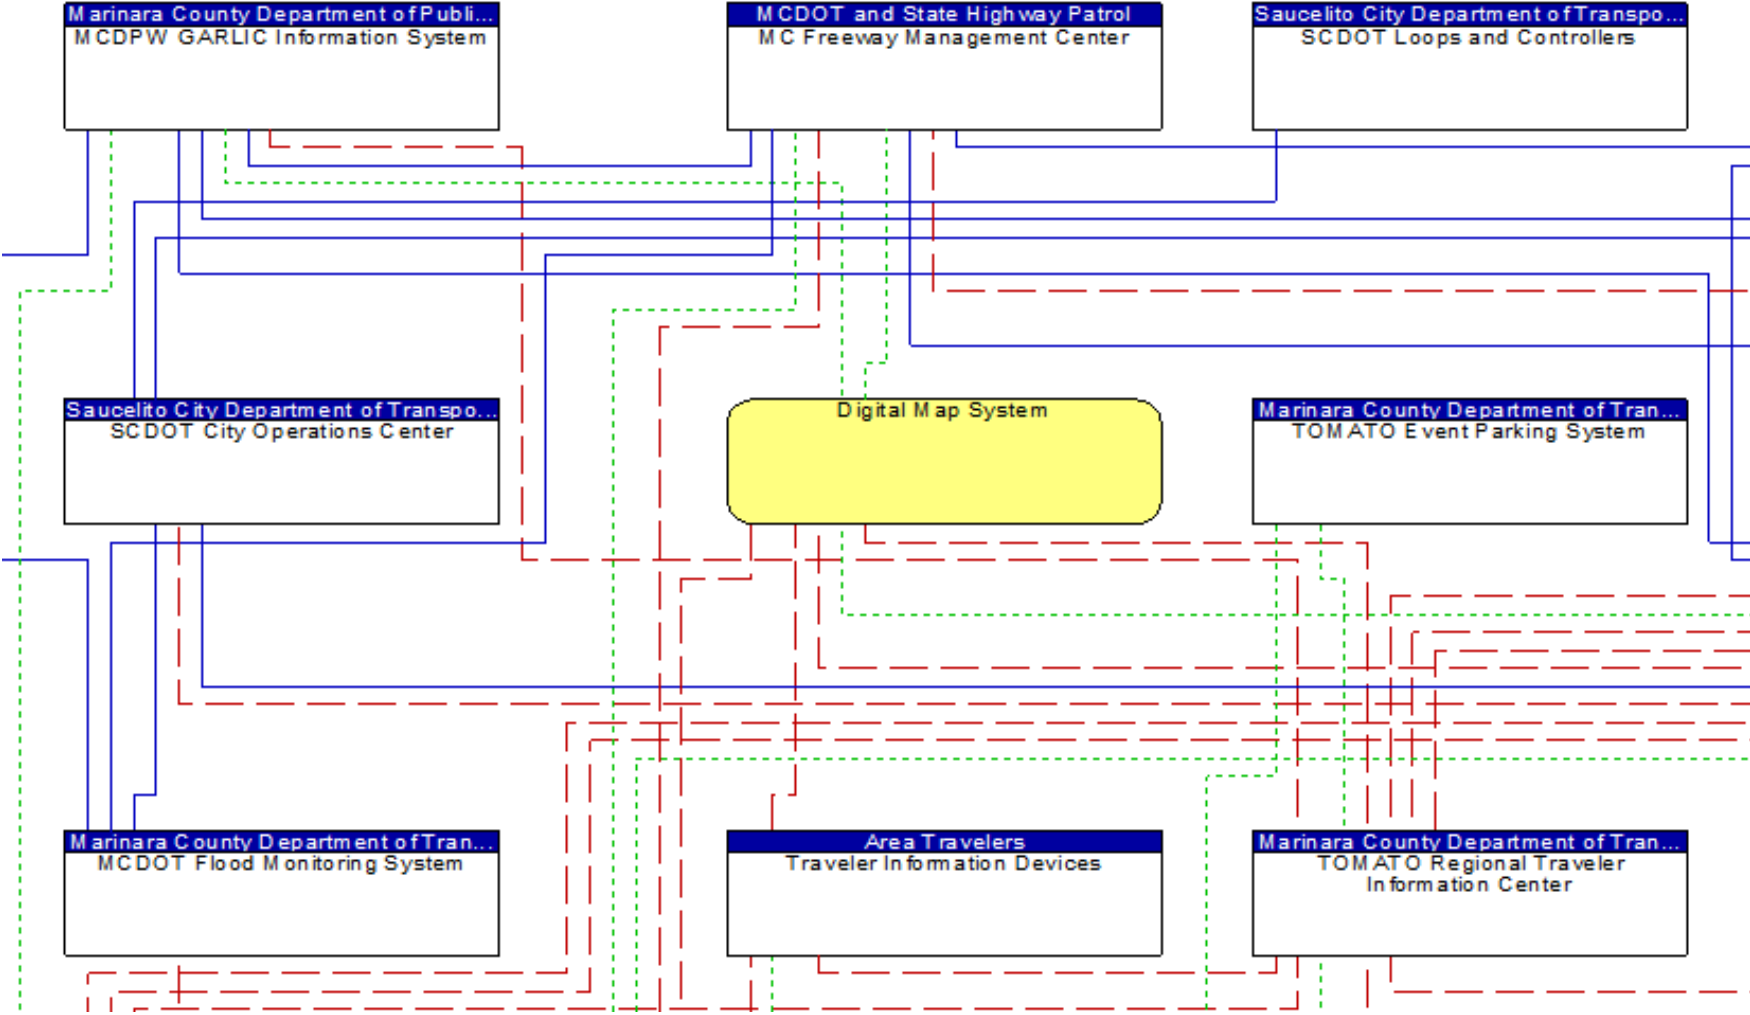 Marinara County Department of Publi...
MCDPW GARLIC Information System
MCDOT and State Highway Patrol
MC Freeway Management Center
Saucelito City Department of Transpo...
SCDOT Loops and Controllers
Saucelito City Department of Transpo...
SCDOT City Operations Center
Digital Map System
Marinara County Department of Tran...
TOMATO Event Parking System
Marinara County Department of Tran...
MCDOT Flood Monitoring System
Area Travelers
Traveler Information Devices
Marinara County Department of Tran...
TOMATO Regional Traveler
Information Center